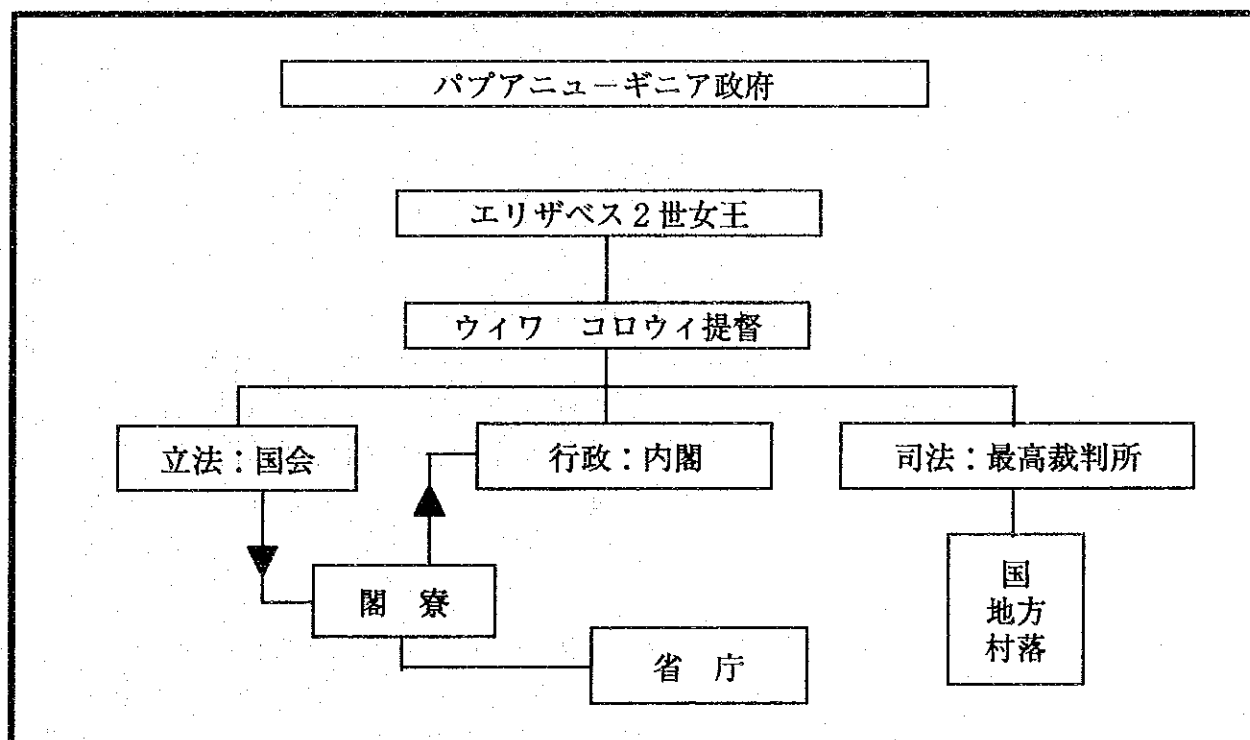 パプアニューギニア政府
エリザベス2世女王
ウィワ　コロウィ提督
立法：国会
行政：内閣
司法：最高裁判所
閣　寮
省　庁
国
地方
村落